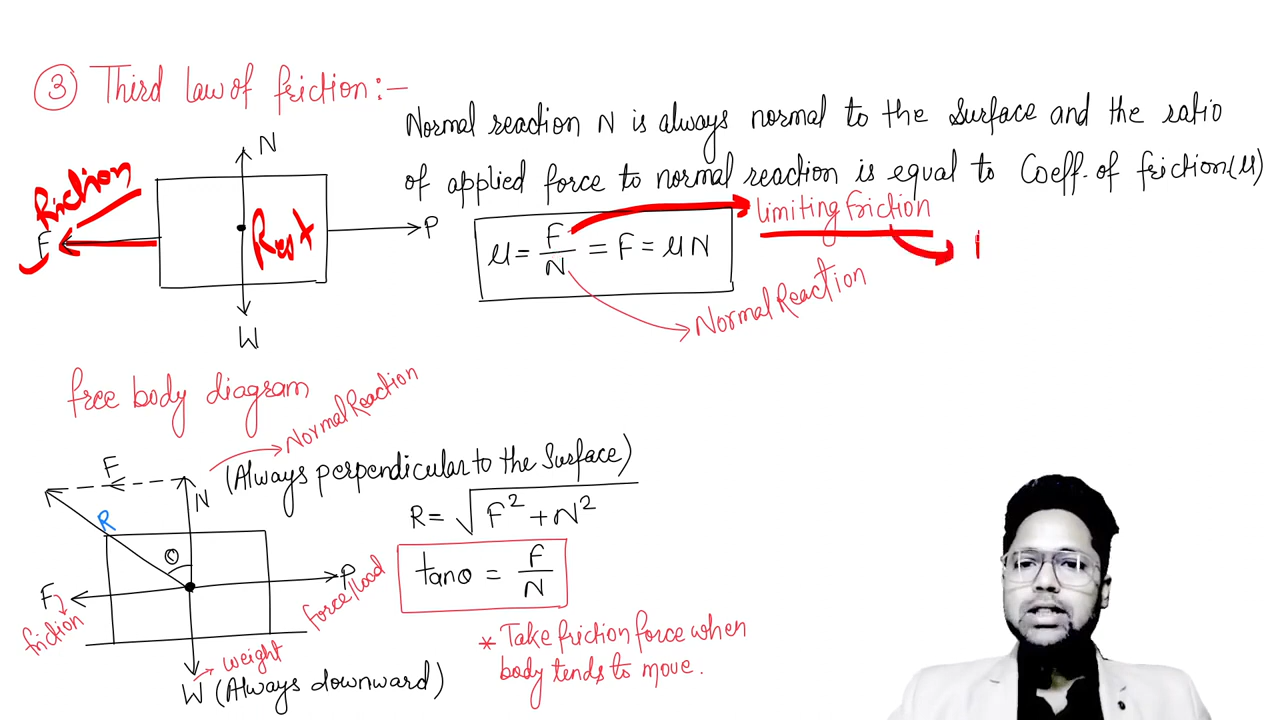 ③ Third law of friction:-
Normal reaction N is always normal to the surface and the ratio
of applied force to normal reaction is equal to Coeff. of friction(μ)
N
Friction
F
Rest
P
W
μ = F/N = F = μN
limiting friction
Normal Reaction
free body diagram
Normal Reaction
(Always perpendicular to the surface)
F
N
R
θ
R = √F² + N²
F
friction
P
Force/Load
tanθ = F/N
weight
W (Always downward)
* Take friction force when
body tends to move.